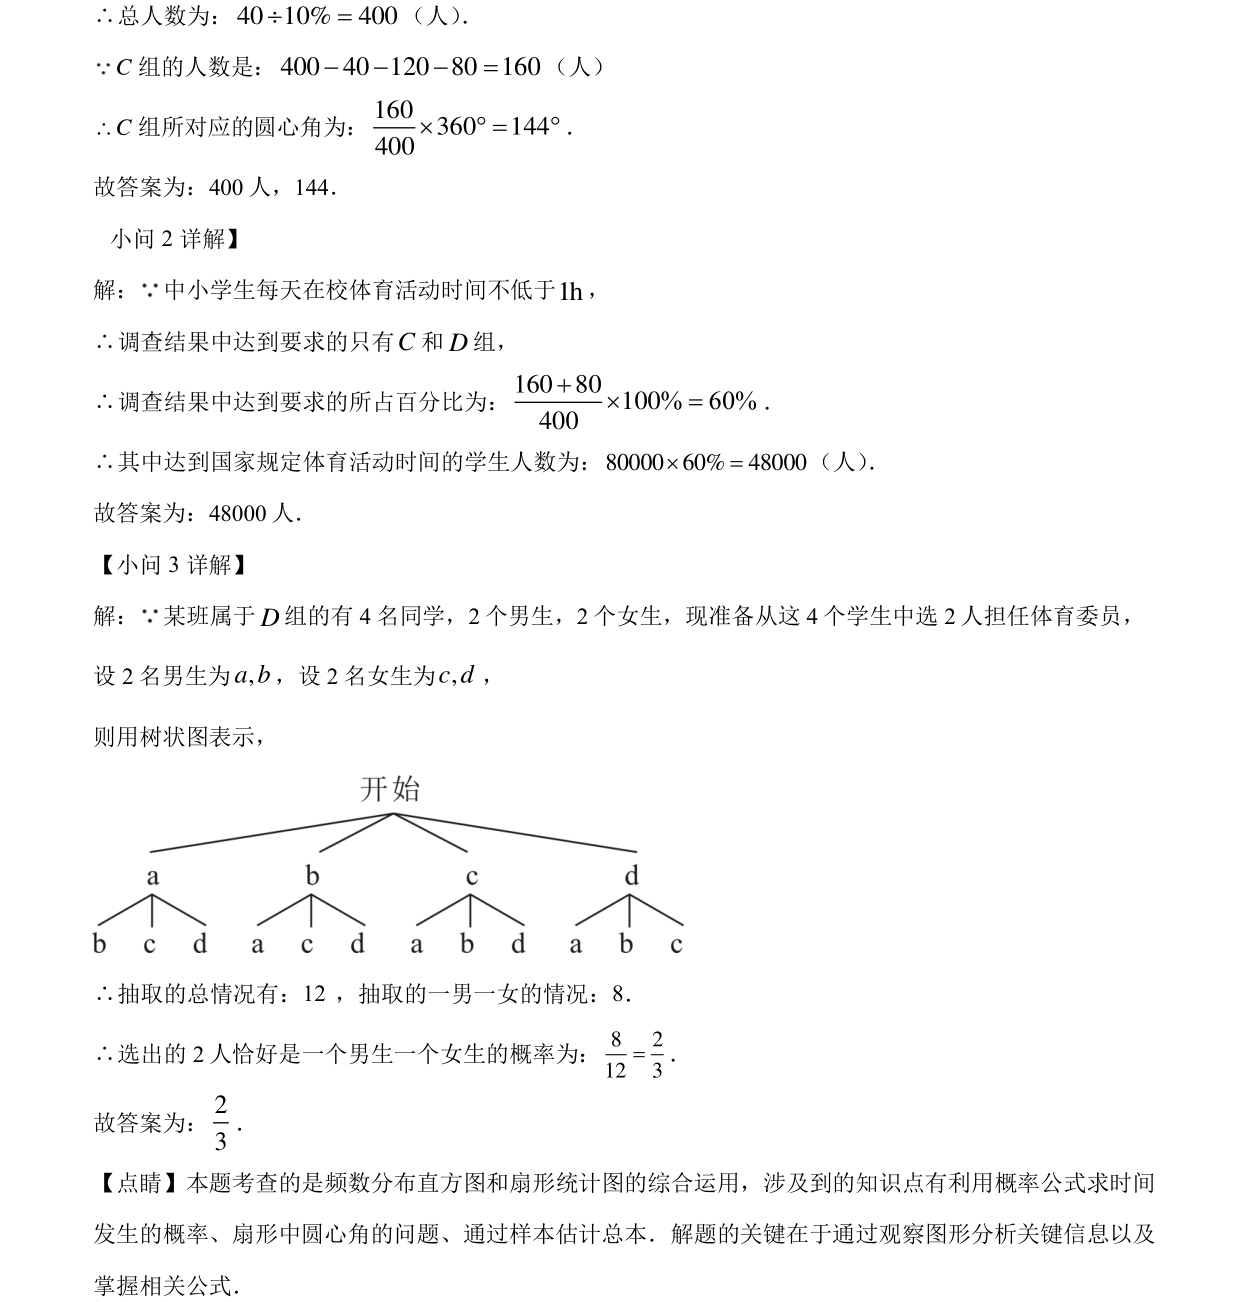 ∴总人数为：40÷10% = 400（人）．
∵C 组的人数是：400－40－120－80＝160（人）
∴C 组所对应的圆心角为：160/400×360°＝144°．
故答案为：400 人，144．
小问 2 详解】
解：∵中小学生每天在校体育活动时间不低于1h，
∴调查结果中达到要求的只有 C 和 D 组，
∴调查结果中达到要求的所占百分比为：(160＋80)/400×100%＝60%．
∴其中达到国家规定体育活动时间的学生人数为：80000×60%＝48000（人）．
故答案为：48000 人．
【小问 3 详解】
解：∵某班属于 D 组的有 4 名同学，2 个男生，2 个女生，现准备从这 4 个学生中选 2 人担任体育委员，
设 2 名男生为a,b，设 2 名女生为c,d，
则用树状图表示，
开始
a b c d
b c d a c d a b d a b c
∴抽取的总情况有：12 ，抽取的一男一女的情况：8．
∴选出的 2 人恰好是一个男生一个女生的概率为：8/12＝2/3．
故答案为：2/3．
【点睛】本题考查的是频数分布直方图和扇形统计图的综合运用，涉及到的知识点有利用概率公式求时间
发生的概率、扇形中圆心角的问题、通过样本估计总本．解题的关键在于通过观察图形分析关键信息以及
掌握相关公式．